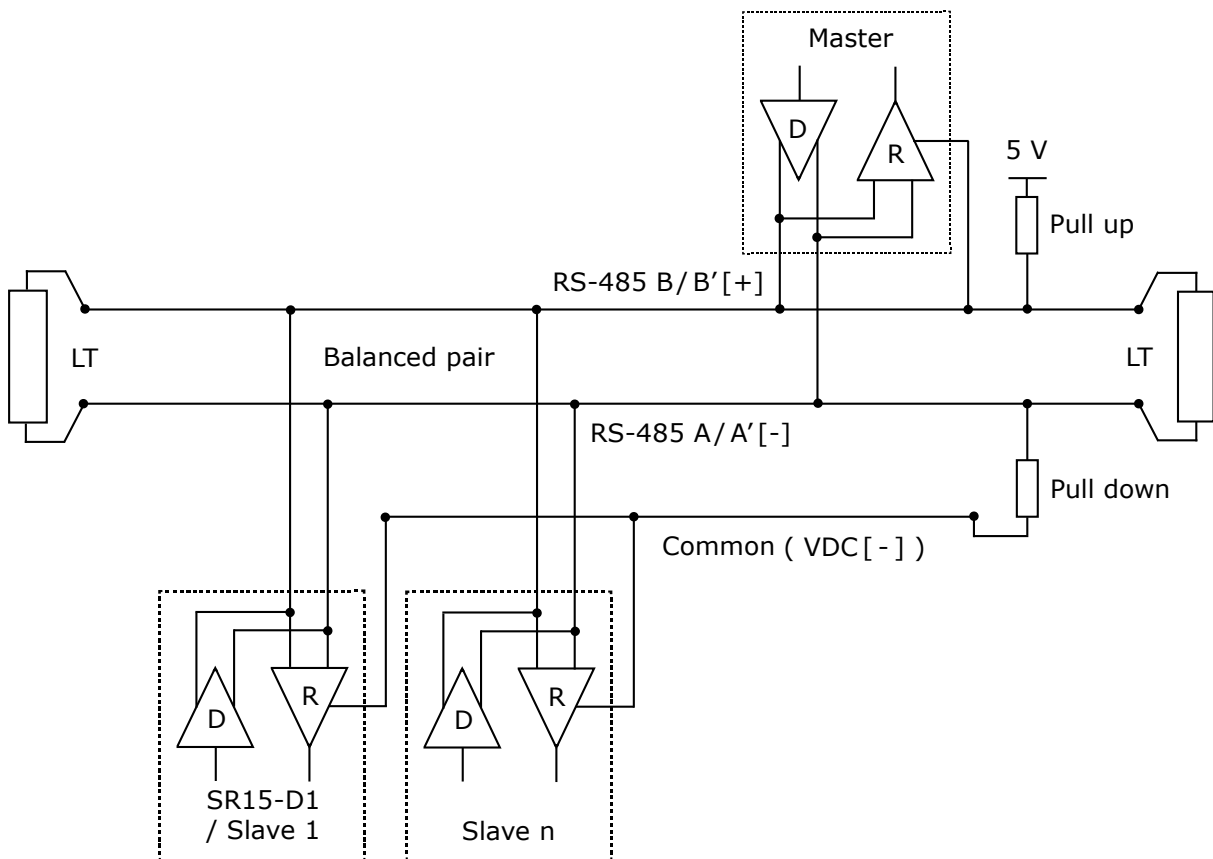 Master
D
R
5 V
Pull up
RS-485 B/B'[+]
LT
Balanced pair
LT
RS-485 A/A'[-]
Pull down
Common ( VDC[-] )
D
R
D
R
SR15-D1
/ Slave 1
Slave n